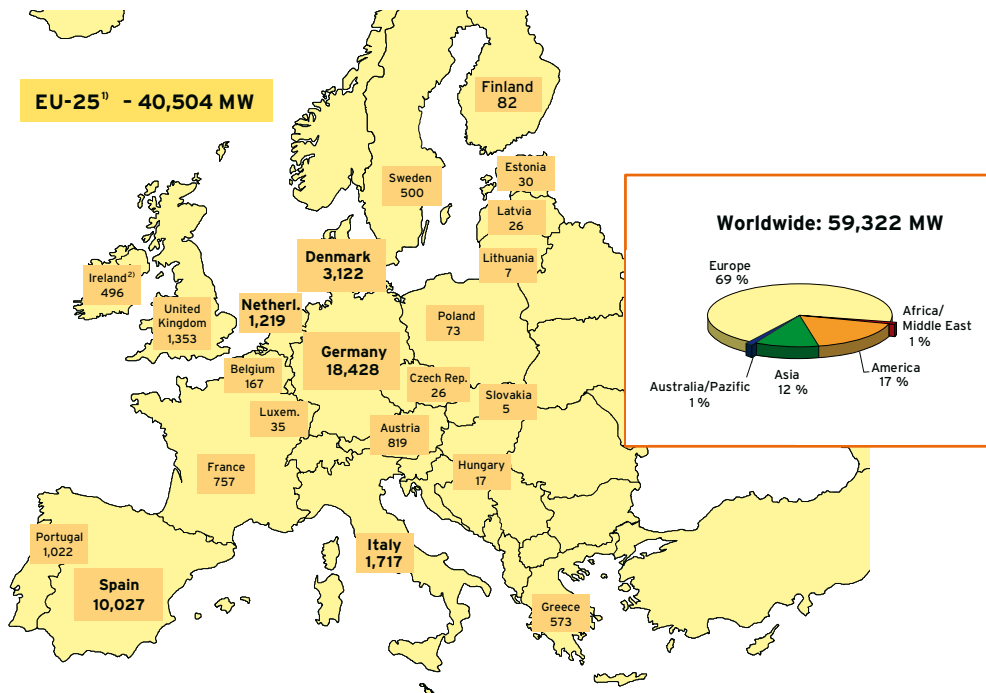 EU-25¹⁾ - 40,504 MW
Finland
82
Sweden
500
Estonia
30
Latvia
26
Lithuania
7
Denmark
3,122
Ireland²⁾
496
United
Kingdom
1,353
Netherl.
1,219
Poland
73
Germany
18,428
Belgium
167
Czech Rep.
26
Slovakia
5
Luxem.
35
Austria
819
France
757
Hungary
17
Portugal
1,022
Spain
10,027
Italy
1,717
Greece
573
Worldwide: 59,322 MW
Europe
69 %
Africa/
Middle East
1 %
America
17 %
Asia
12 %
Australia/Pazific
1 %